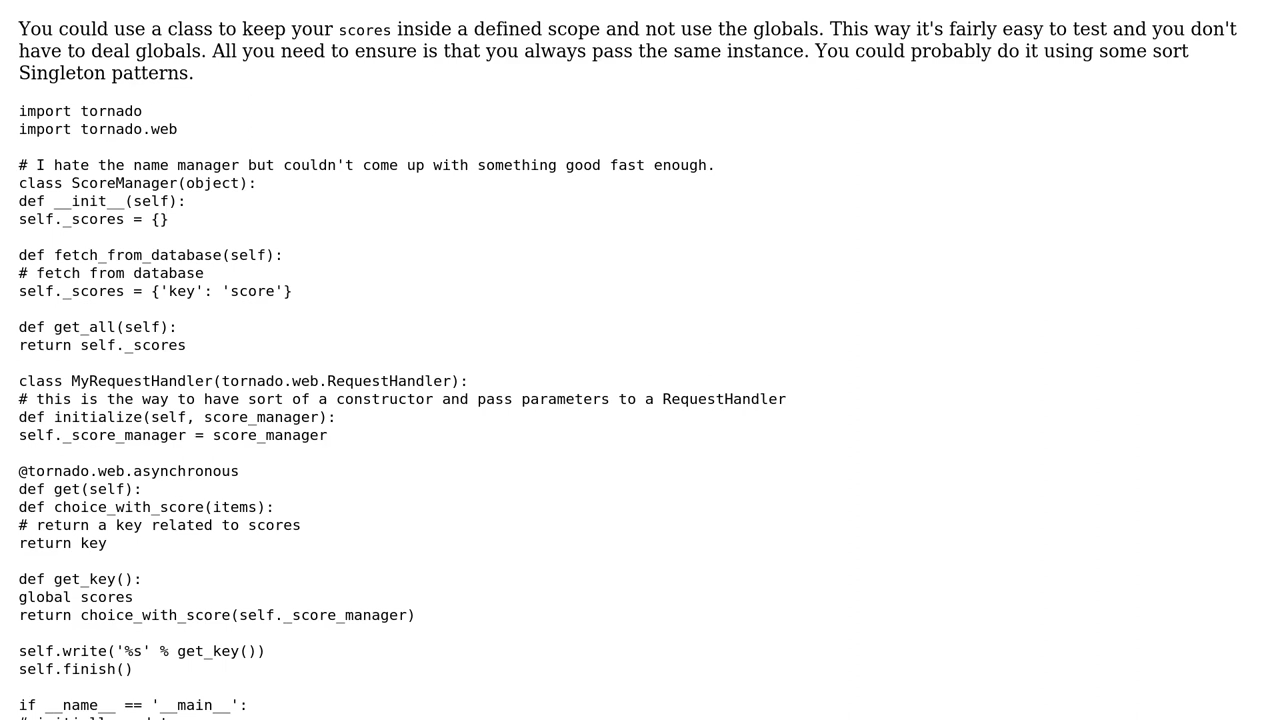 You could use a class to keep your scores inside a defined scope and not use the globals. This way it's fairly easy to test and you don't
have to deal globals. All you need to ensure is that you always pass the same instance. You could probably do it using some sort
Singleton patterns.
import tornado
import tornado.web
# I hate the name manager but couldn't come up with something good fast enough.
class ScoreManager(object):
def __init__(self):
self._scores = {}
def fetch_from_database(self):
# fetch from database
self._scores = {'key': 'score'}
def get_all(self):
return self._scores
class MyRequestHandler(tornado.web.RequestHandler):
# this is the way to have sort of a constructor and pass parameters to a RequestHandler
def initialize(self, score_manager):
self._score_manager = score_manager
@tornado.web.asynchronous
def get(self):
def choice_with_score(items):
# return a key related to scores
return key
def get_key():
global scores
return choice_with_score(self._score_manager)
self.write('%s' % get_key())
self.finish()
if __name__ == '__main__':